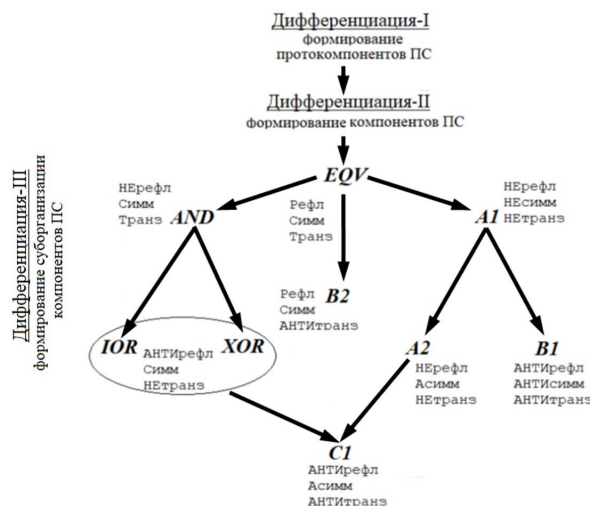 Дифференциация-I
формирование
протокомпонентов ПС
Дифференциация-II
формирование компонентов ПС
Дифференциация-III
формирование суборганизации
компонентов ПС
EQV
НЕрефл
Симм
Транз
AND
Рефл
Симм
Транз
A1
НЕрефл
НЕсимм
НЕтранз
Рефл
Симм
АНТИтранз
B2
IOR
XOR
АНТИрефл
Симм
НЕтранз
A2
НЕрефл
Асимм
НЕтранз
B1
АНТИрефл
АНТИсимм
АНТИтранз
C1
АНТИрефл
Асимм
АНТИтранз